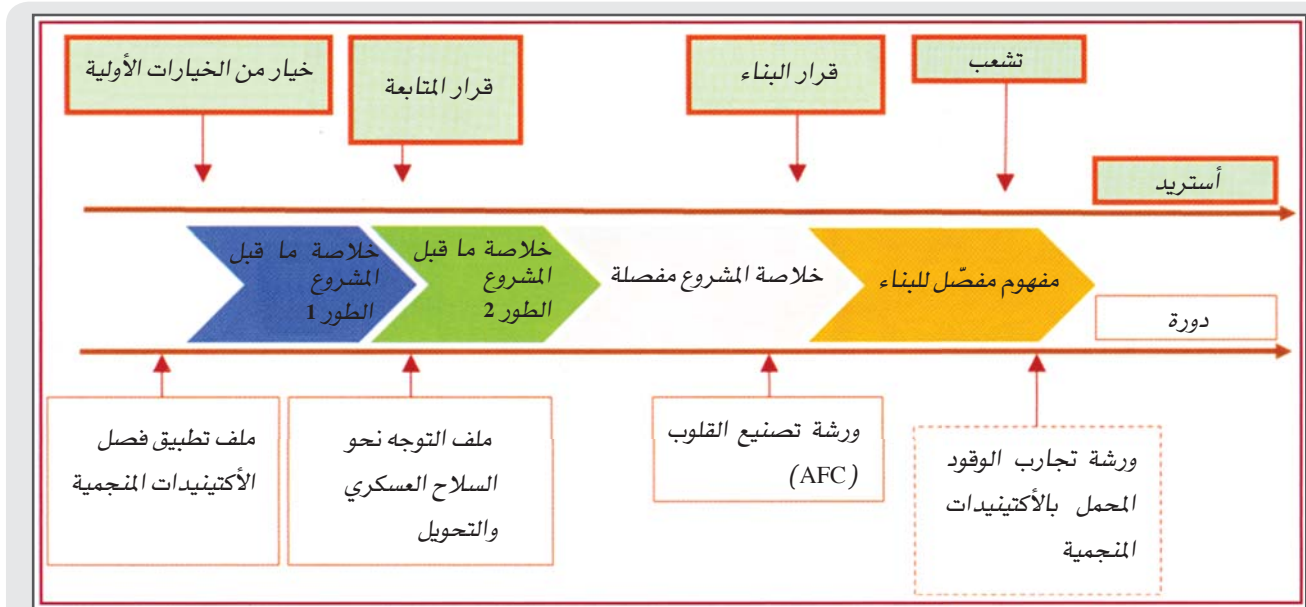 خيار من الخيارات الأولية
قرار المتابعة
قرار البناء
تشعب
أستريد
خلاصة ما قبل
المشروع
الطور 1
خلاصة ما قبل
المشروع
الطور 2
خلاصة المشروع مفصلة
مفهوم مفصّل للبناء
دورة
ملف تطبيق فصل
الأكتينيدات المنجمية
ملف التوجه نحو
السلاح العسكري
والتحويل
ورشة تصنيع القلوب
(AFC)
ورشة تجارب الوقود
المحمل بالأكتينيدات
المنجمية